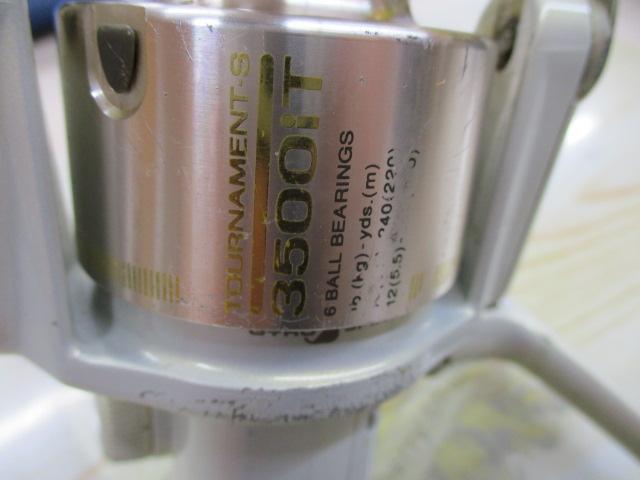 TOURNAMENT-S
3500iT
6 BALL BEARINGS
lb.(kg)-yds.(m)
240(220)
12(5.5)-